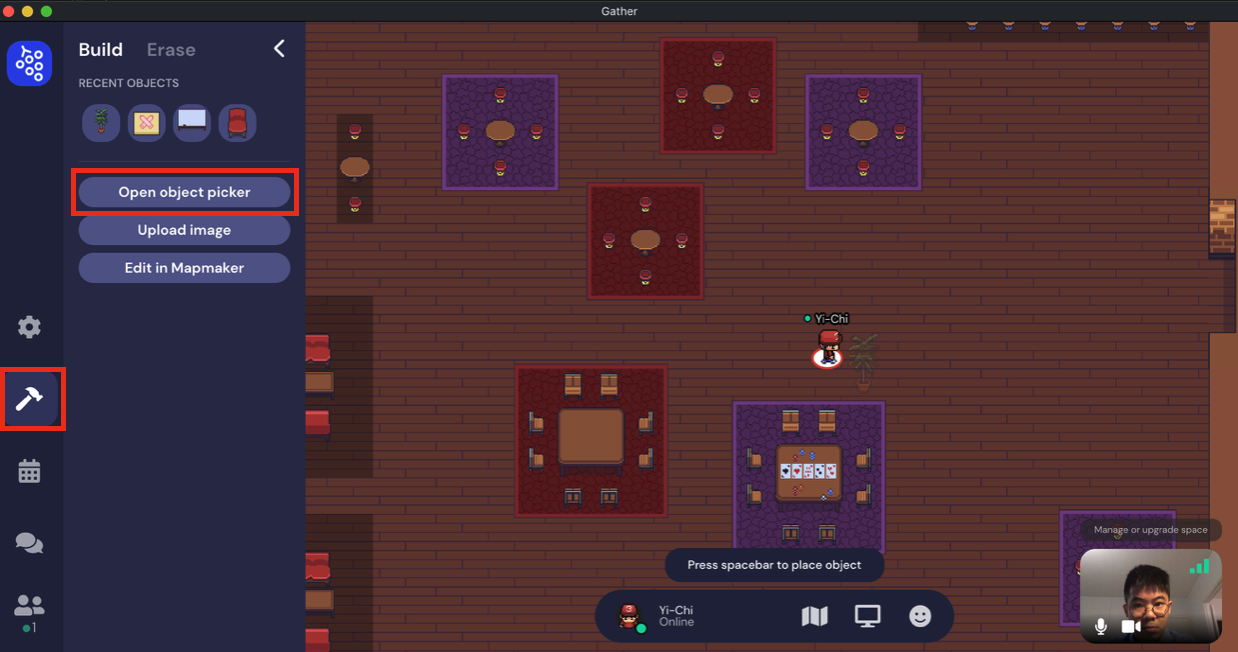 Gather
Build Erase
RECENT OBJECTS
Open object picker
Upload image
Edit in Mapmaker
1
Yi-Chi
Manage or upgrade space
Press spacebar to place object
Yi-Chi
Online